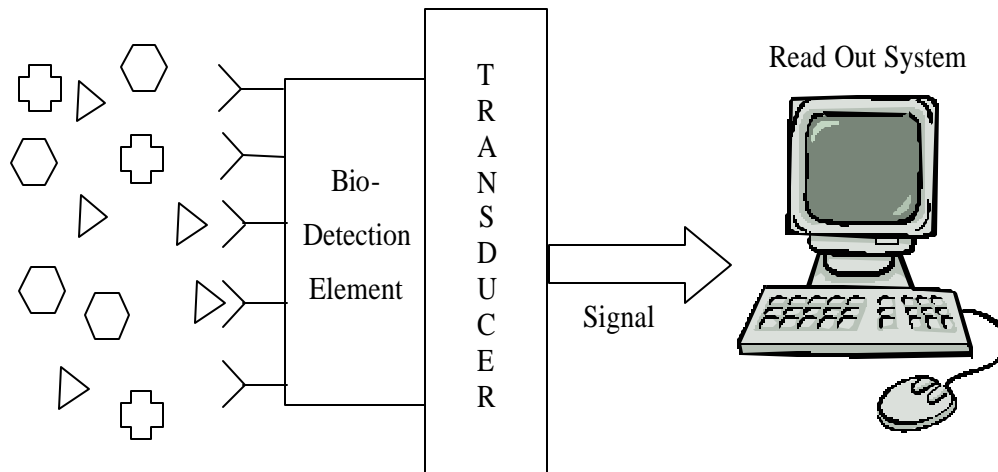 Read Out System
Bio-
Detection
Element
T
R
A
N
S
D
U
C
E
R
Signal